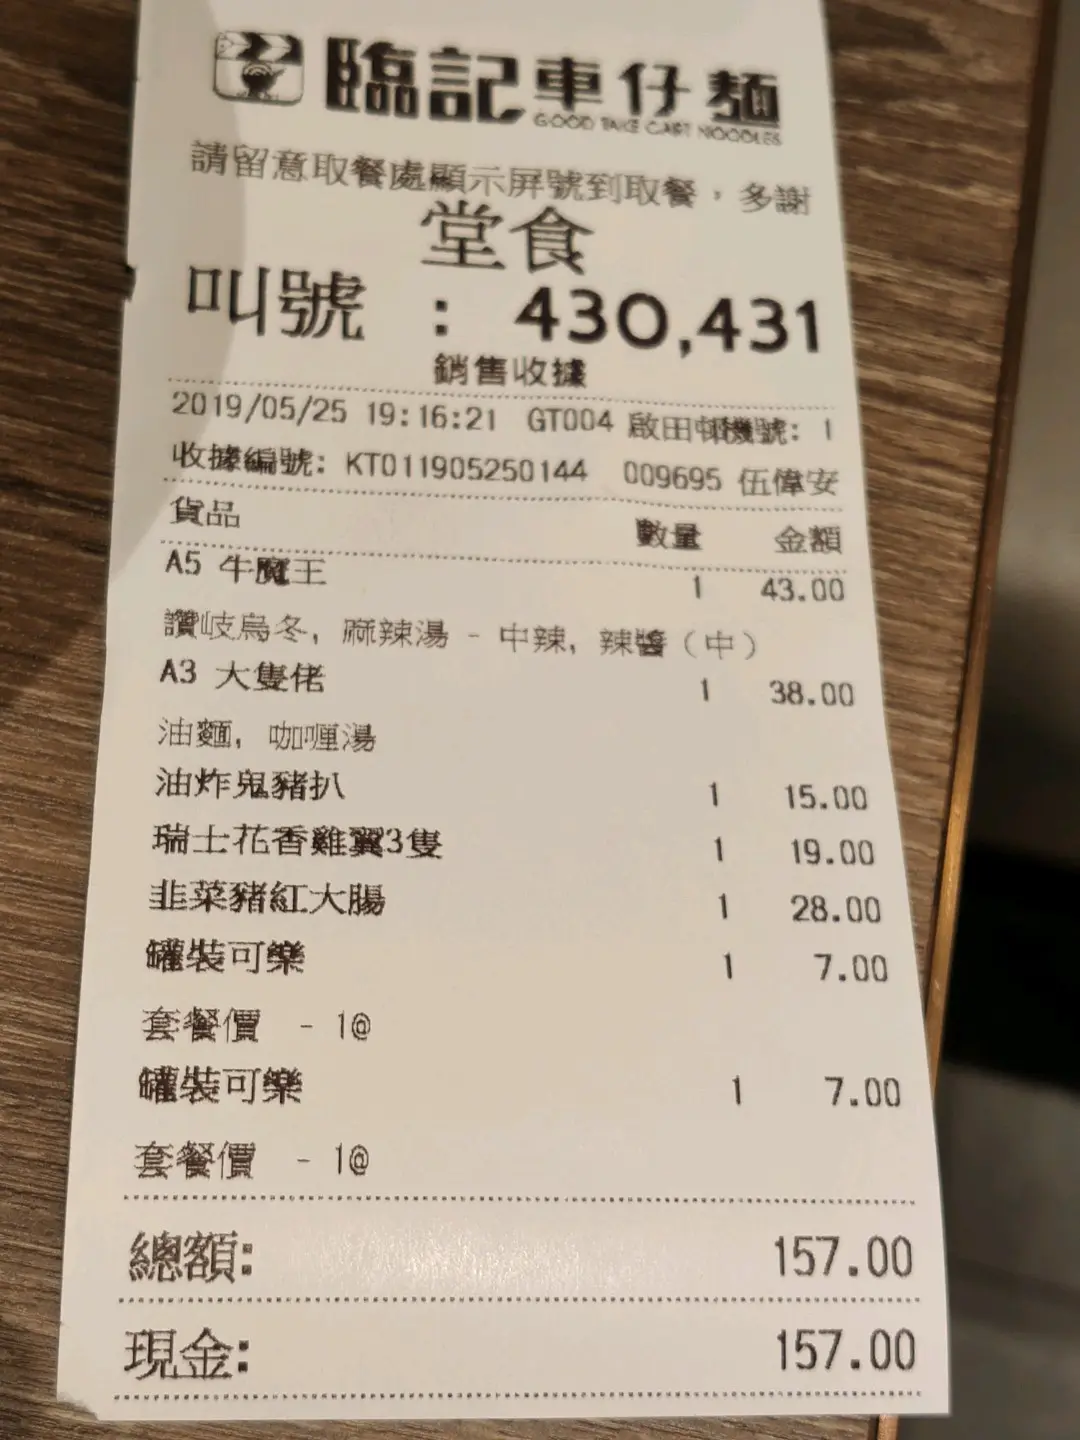 臨記車仔麵
GOOD TAKE CART NOODLES
請留意取餐處顯示屏號到取餐，多謝
堂食
叫號 : 430,431
銷售收據
2019/05/25 19:16:21 GT004 啟田邨機號: 1
收據編號: KT011905250144 009695 伍偉安
貨品 數量 金額
A5 牛魔王 1 43.00
讚岐烏冬, 麻辣湯 - 中辣, 辣醬（中）
A3 大隻佬 1 38.00
油麵, 咖喱湯
油炸鬼豬扒 1 15.00
瑞士花香雞翼3隻 1 19.00
韭菜豬紅大腸 1 28.00
罐裝可樂 1 7.00
套餐價 - 1@
罐裝可樂 1 7.00
套餐價 - 1@
總額: 157.00
現金: 157.00